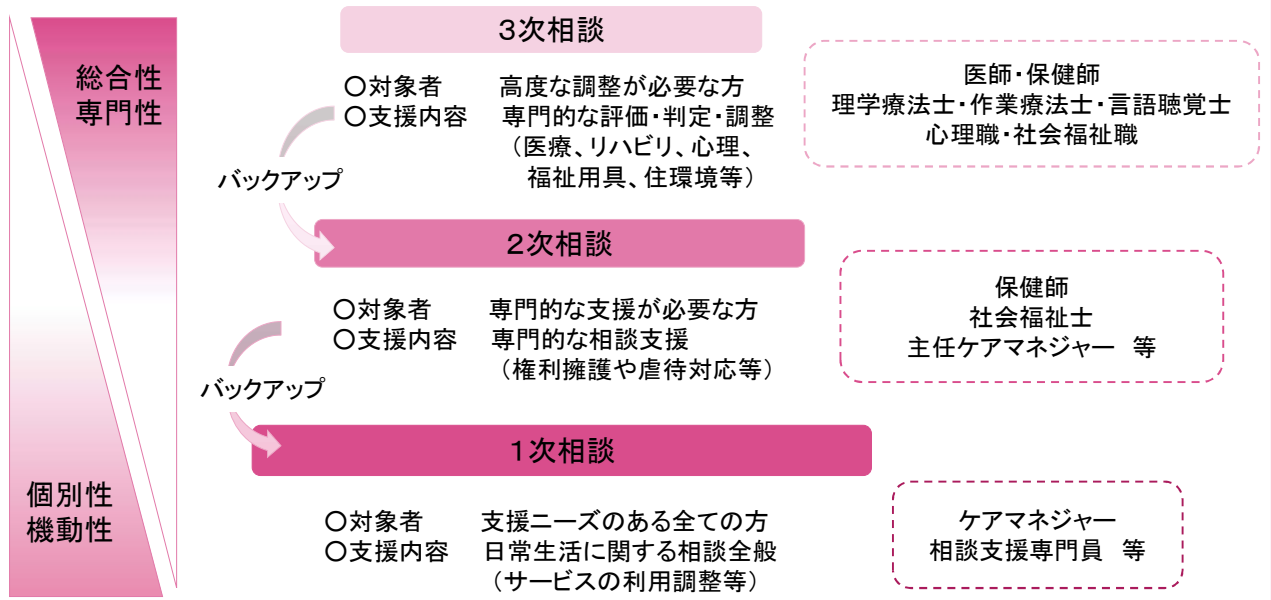 総合性
専門性
3次相談
〇対象者 高度な調整が必要な方
〇支援内容 専門的な評価・判定・調整
(医療、リハビリ、心理、
福祉用具、住環境等)
医師・保健師
理学療法士・作業療法士・言語聴覚士
心理職・社会福祉職
バックアップ
2次相談
〇対象者 専門的な支援が必要な方
〇支援内容 専門的な相談支援
(権利擁護や虐待対応等)
保健師
社会福祉士
主任ケアマネジャー 等
バックアップ
1次相談
個別性
機動性
〇対象者 支援ニーズのある全ての方
〇支援内容 日常生活に関する相談全般
(サービスの利用調整等)
ケアマネジャー
相談支援専門員 等